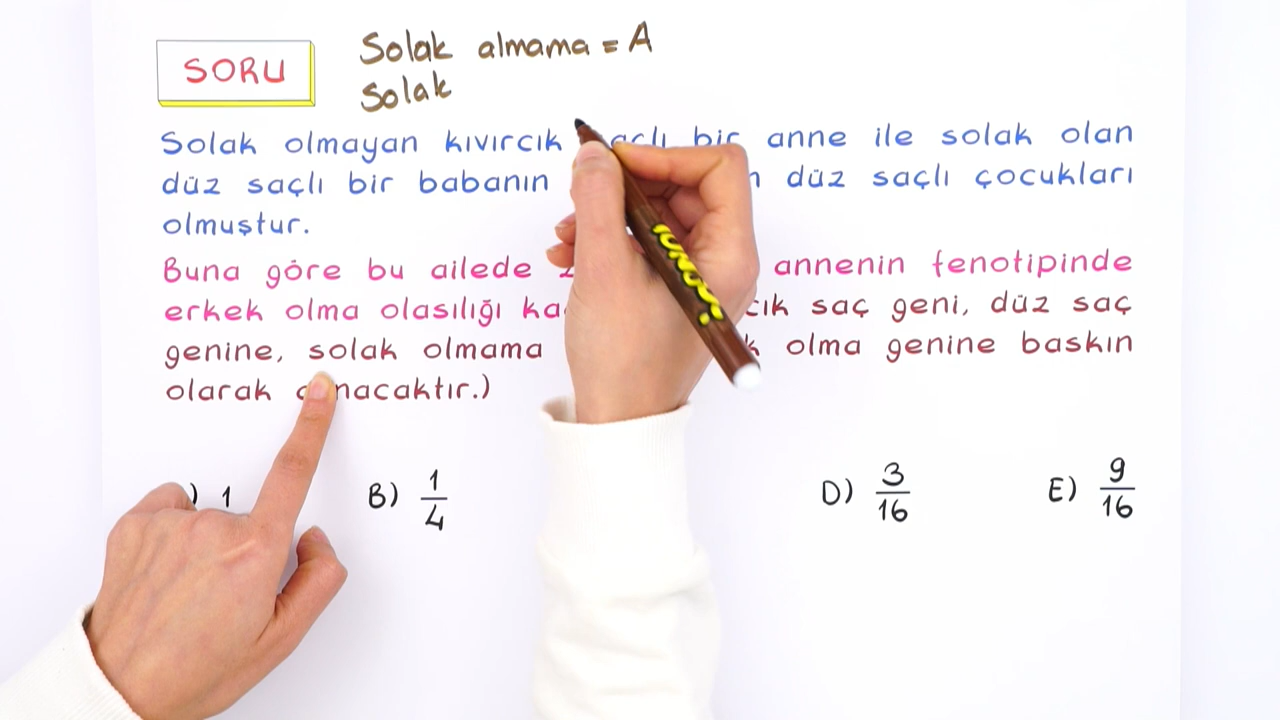 SORU
Solak almama = A
Solak
Solak olmayan kıvırcık saçlı bir anne ile solak olan
düz saçlı bir babanın düz saçlı çocukları
olmuştur.
Buna göre bu ailede annenin fenotipinde
erkek olma olasılığı saç geni, düz saç
genine, solak olmama olma genine baskın
olarak
B) 1/4
D) 3/16
E) 9/16
1
TUNGUÇ